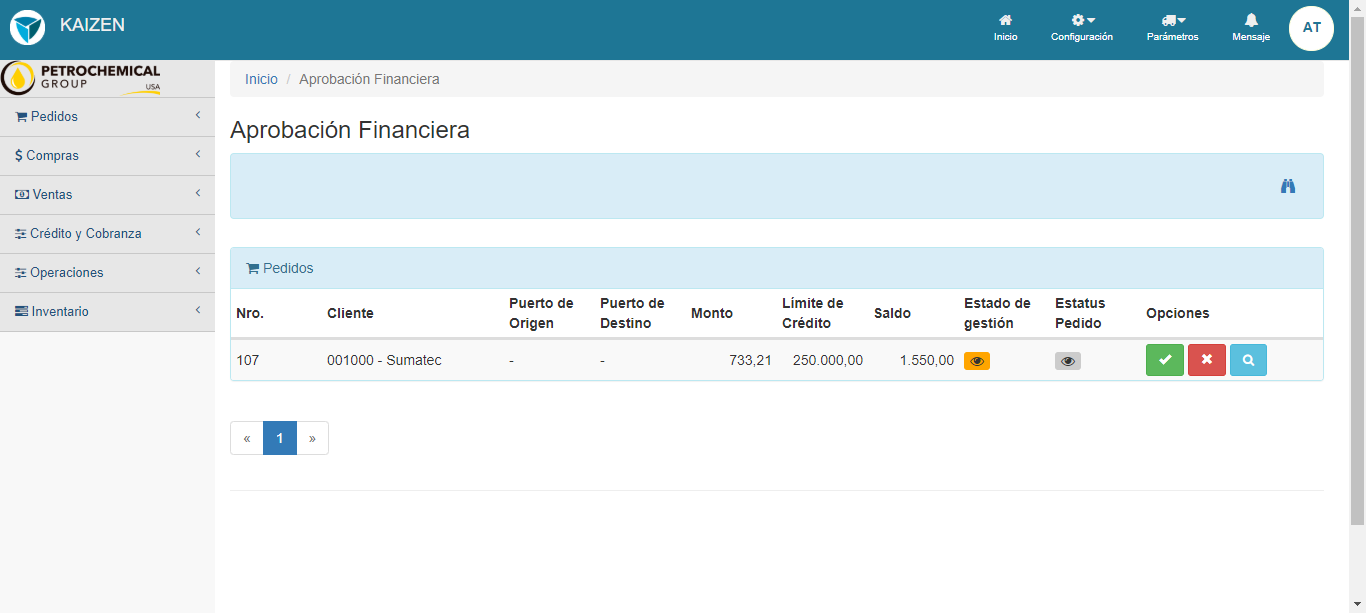 KAIZEN
Inicio
Configuración
Parámetros
Mensaje
AT
PETROCHEMICAL
GROUP
USA
Pedidos
Compras
Ventas
Crédito y Cobranza
Operaciones
Inventario
Inicio / Aprobación Financiera
Aprobación Financiera
Pedidos
Nro. Cliente Puerto de Origen Puerto de Destino Monto Límite de Crédito Saldo Estado de gestión Estatus Pedido Opciones
107 001000 - Sumatec - - 733,21 250.000,00 1.550,00
« 1 »